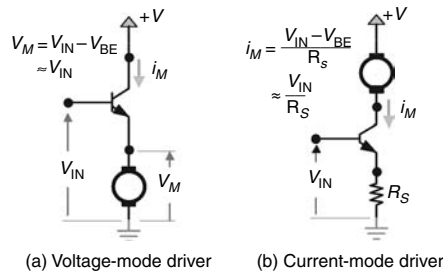 +V
V_M = V_IN − V_BE
≈ V_IN
i_M
V_IN
V_M
(a) Voltage-mode driver
+V
i_M = (V_IN − V_BE) / R_s
≈ V_IN / R_S
i_M
V_IN
R_S
(b) Current-mode driver